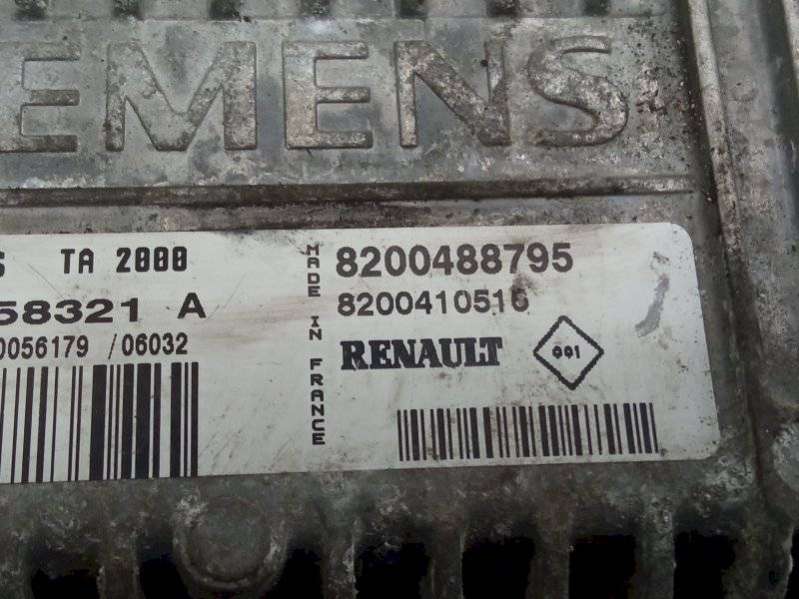 EMENS
S TA 2000
58321 A
0056179 /06032
MADE IN FRANCE
8200488795
8200410516
RENAULT
001